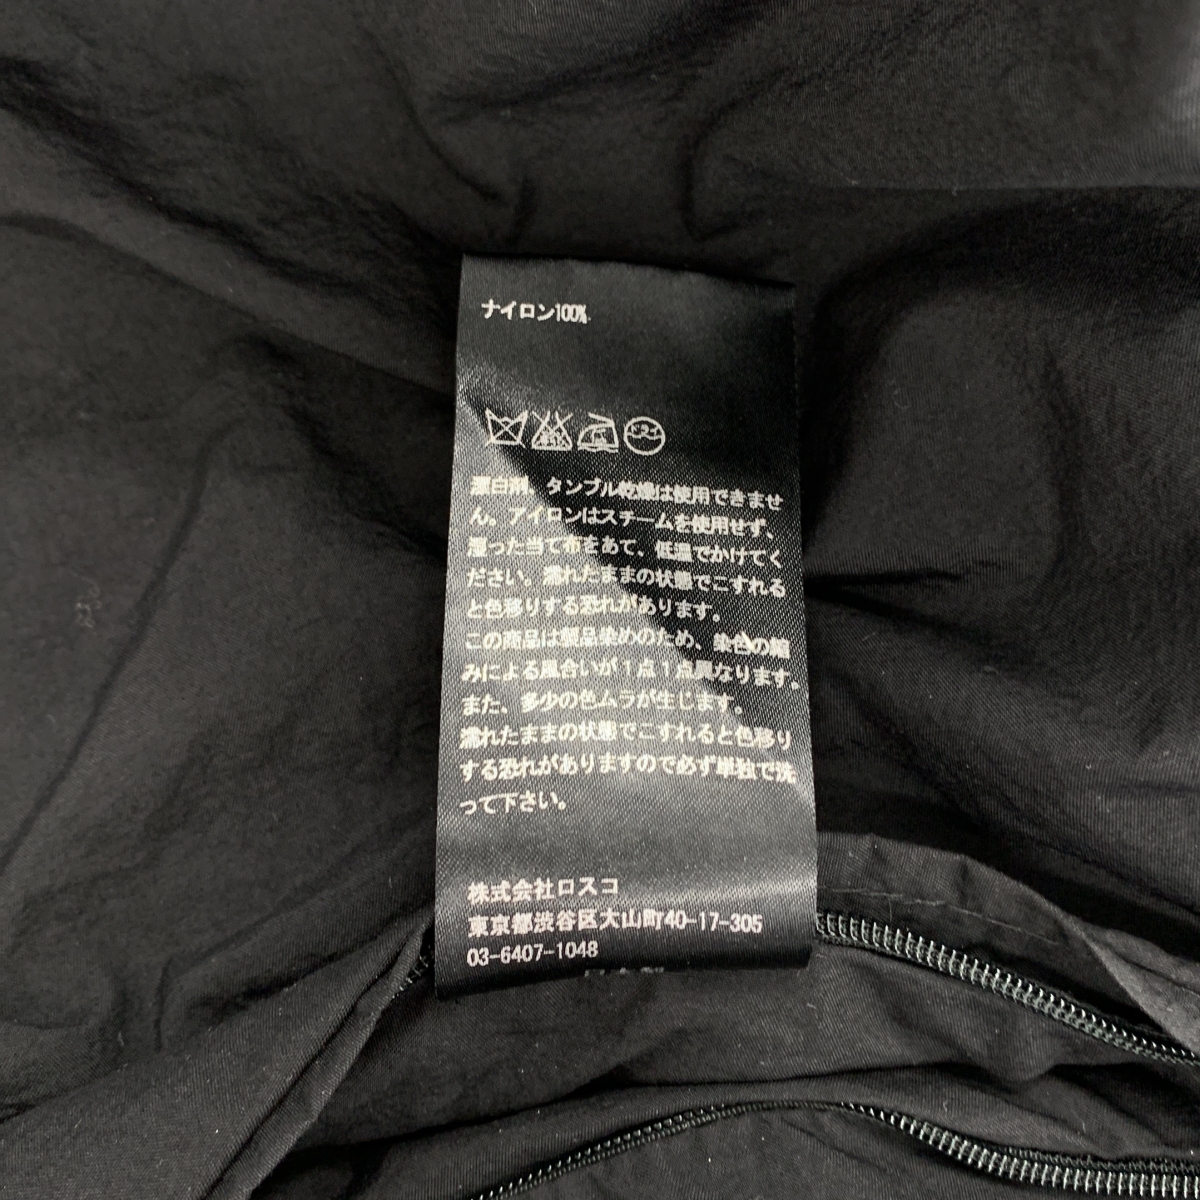 ナイロン100%
漂白剤、タンブル乾燥は使用できませ
ん。アイロンはスチームを使用せず、
湿った当て布をあて、低温でかけてく
ださい。濡れたままの状態でこすれる
と色移りする恐れがあります。
この商品は製品染めのため、染色の縮
みによる風合いが1点1点異なります。
また、多少の色ムラが生じます。
濡れたままの状態でこすれると色移り
する恐れがありますので必ず単独で洗
って下さい。
株式会社ロスコ
東京都渋谷区大山町40-17-305
03-6407-1048